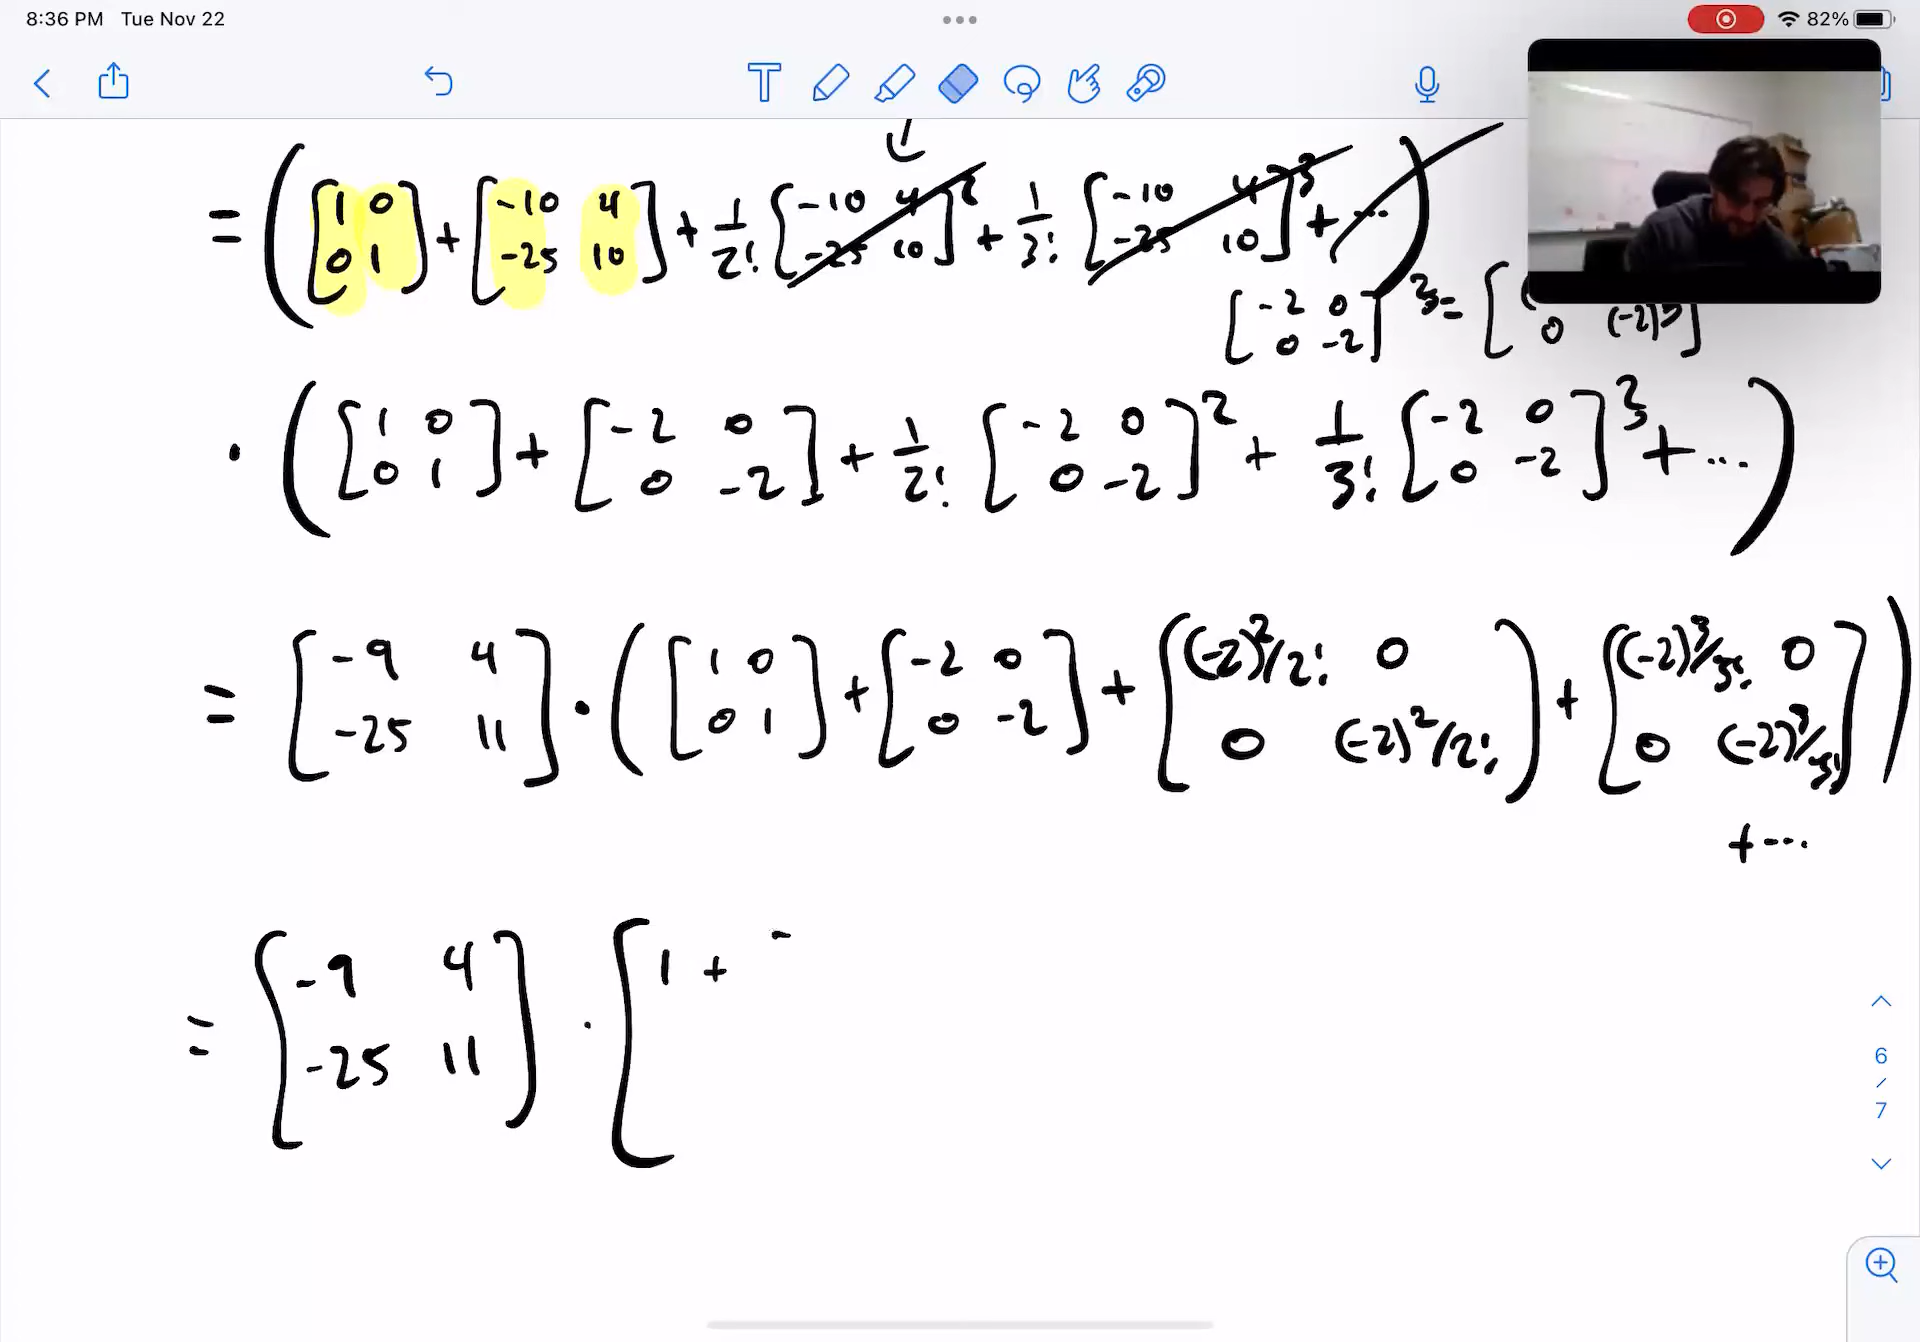 8:36 PM Tue Nov 22
82%
= ( [1 0; 0 1] + [-10 4; -25 10] + 1/2! [-10 4; -25 10]^2 + 1/3! [-10 4; -25 10]^3 + ... )
[-2 0; 0 -2]^3 = [ 0 (-2)^3 ]
· ( [1 0; 0 1] + [-2 0; 0 -2] + 1/2! [-2 0; 0 -2]^2 + 1/3! [-2 0; 0 -2]^3 + ... )
= [-9 4; -25 11] · ( [1 0; 0 1] + [-2 0; 0 -2] + [(-2)^2/2! 0; 0 (-2)^2/2!] + [(-2)^3/3! 0; 0 (-2)^3/3!] )
+ ...
= [-9 4; -25 11] · [ 1 + -
6
/
7